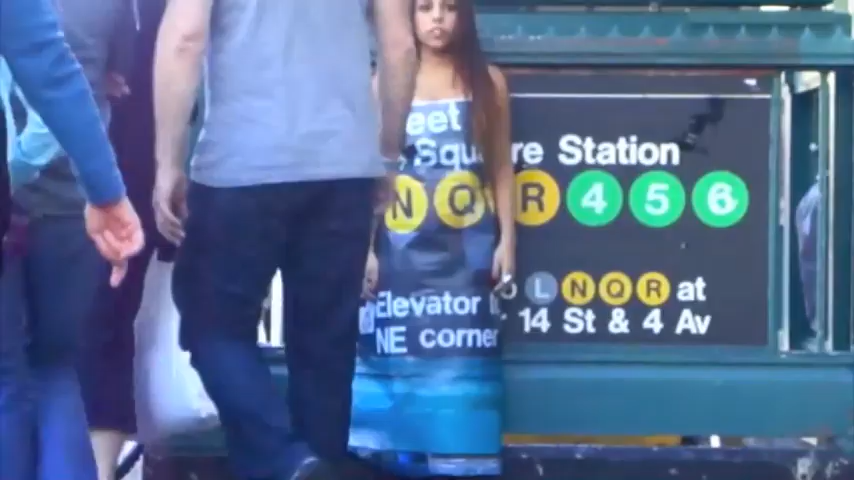 eet
Square Station
N Q R 4 5 6
Elevator L N Q R at
NE corner 14 St & 4 Av